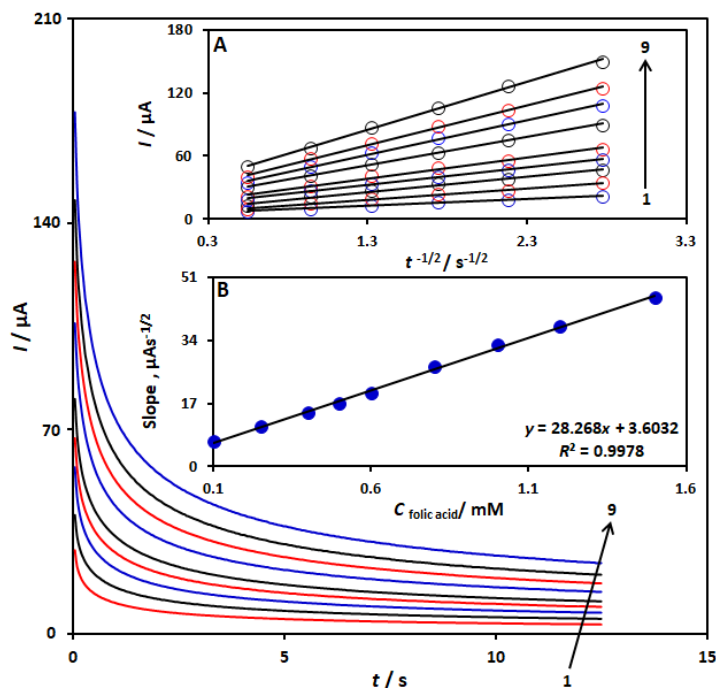 210
140
70
0
I / µA
0
5
10
15
t / s
1
9
A
180
120
60
0
I / µA
0.3
1.3
2.3
3.3
t -1/2 / s-1/2
9
1
B
51
34
17
0
Slope , µAs-1/2
0.1
0.6
1.1
1.6
C folic acid/ mM
y = 28.268x + 3.6032
R2 = 0.9978